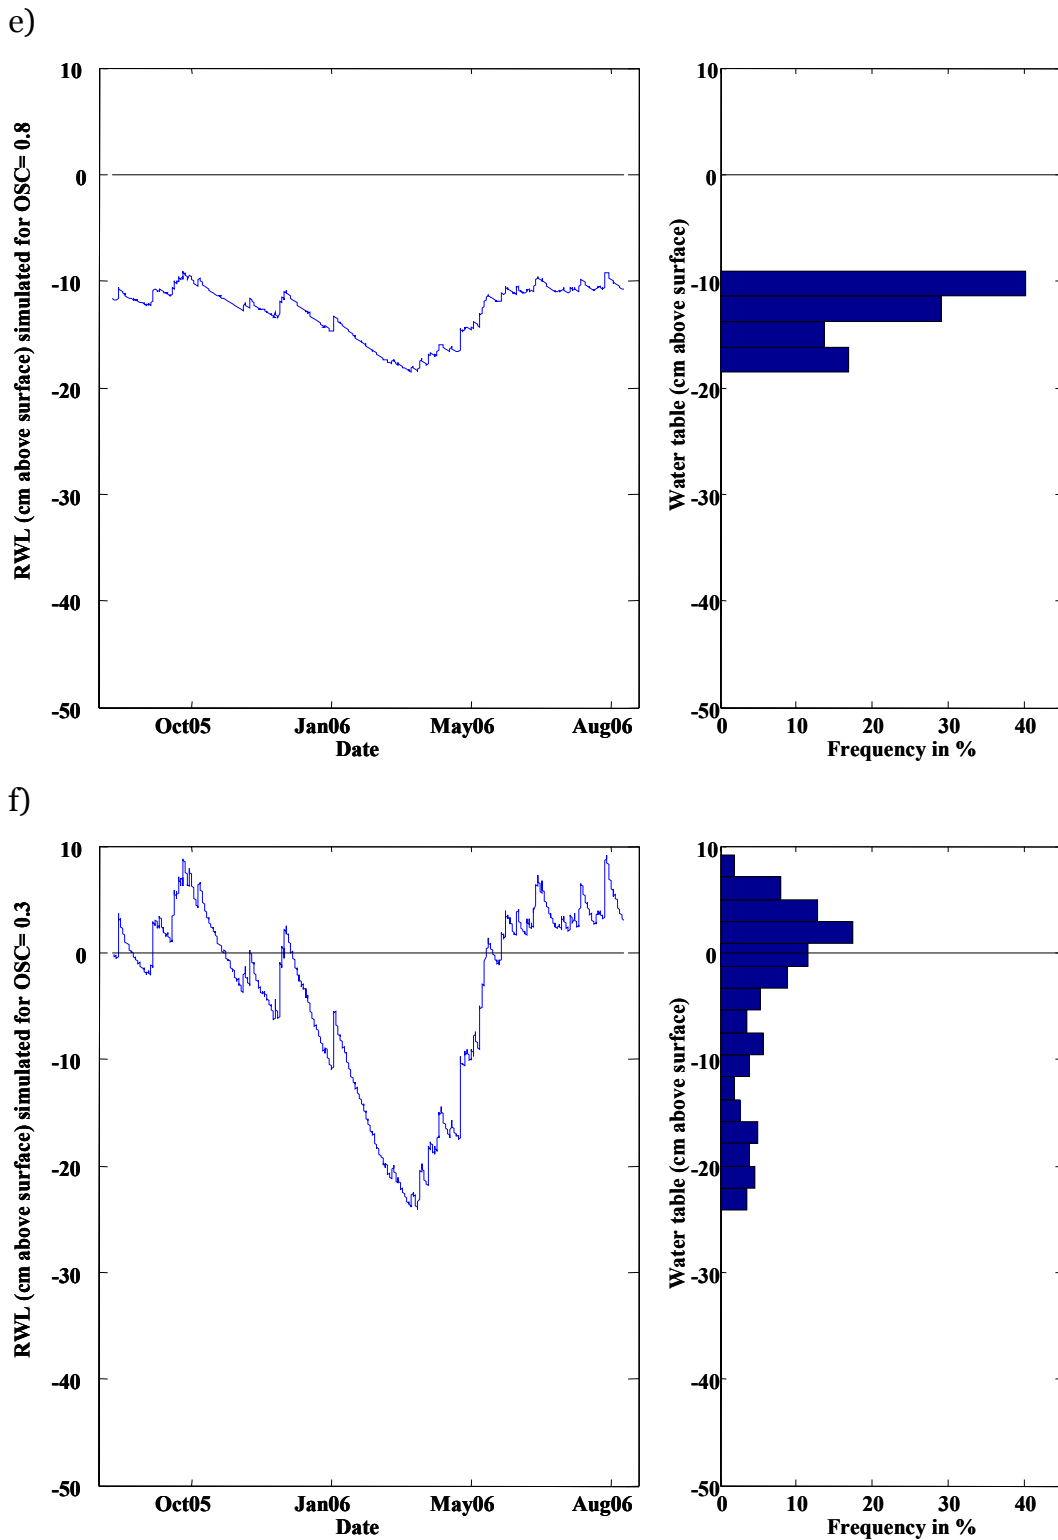 e)
RWL (cm above surface) simulated for OSC= 0.8
10
0
-10
-20
-30
-40
-50
Oct05 Jan06 May06 Aug06
Date
Water table (cm above surface)
10
0
-10
-20
-30
-40
-50
0 10 20 30 40
Frequency in %
f)
RWL (cm above surface) simulated for OSC= 0.3
10
0
-10
-20
-30
-40
-50
Oct05 Jan06 May06 Aug06
Date
Water table (cm above surface)
10
0
-10
-20
-30
-40
-50
0 10 20 30 40
Frequency in %